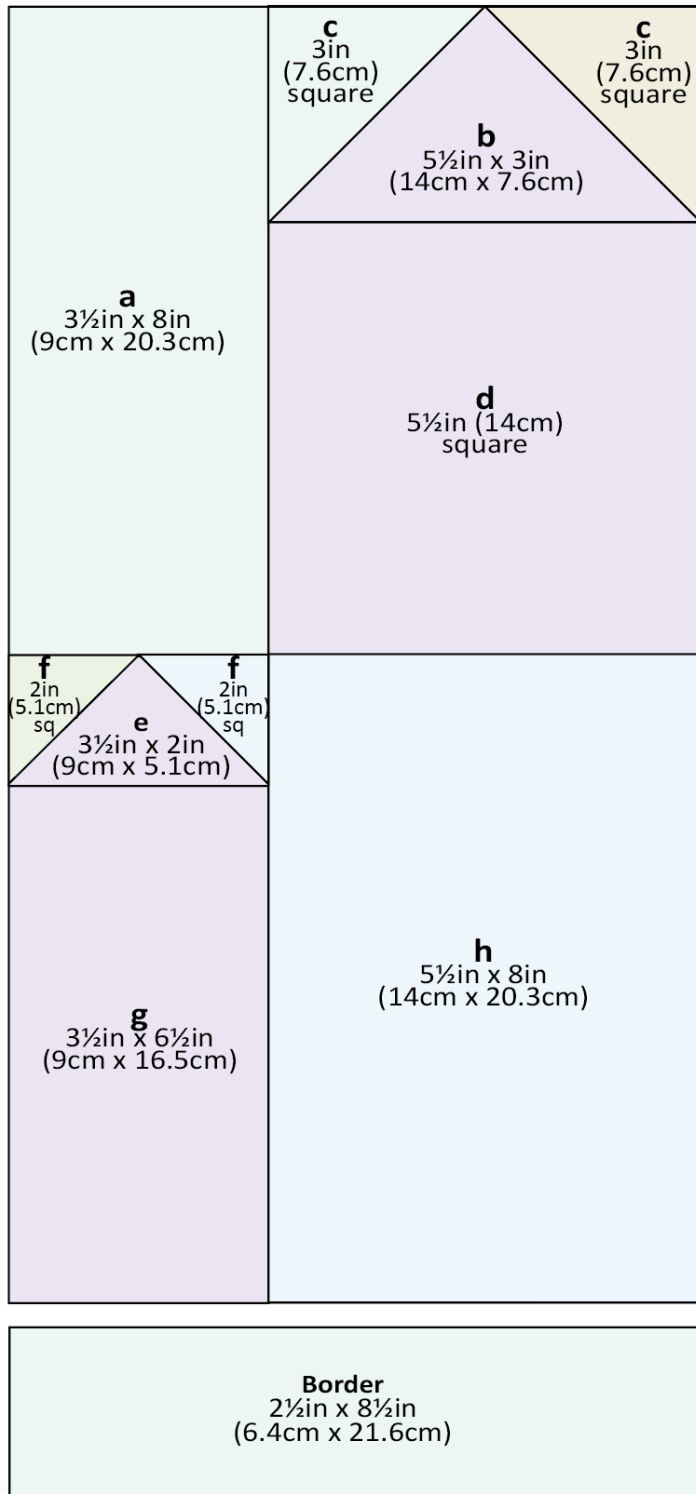 c
3in
(7.6cm)
square
c
3in
(7.6cm)
square
b
5½in x 3in
(14cm x 7.6cm)
a
3½in x 8in
(9cm x 20.3cm)
d
5½in (14cm)
square
f
2in
(5.1cm)
sq
f
2in
(5.1cm)
sq
e
3½in x 2in
(9cm x 5.1cm)
h
5½in x 8in
(14cm x 20.3cm)
g
3½in x 6½in
(9cm x 16.5cm)
Border
2½in x 8½in
(6.4cm x 21.6cm)